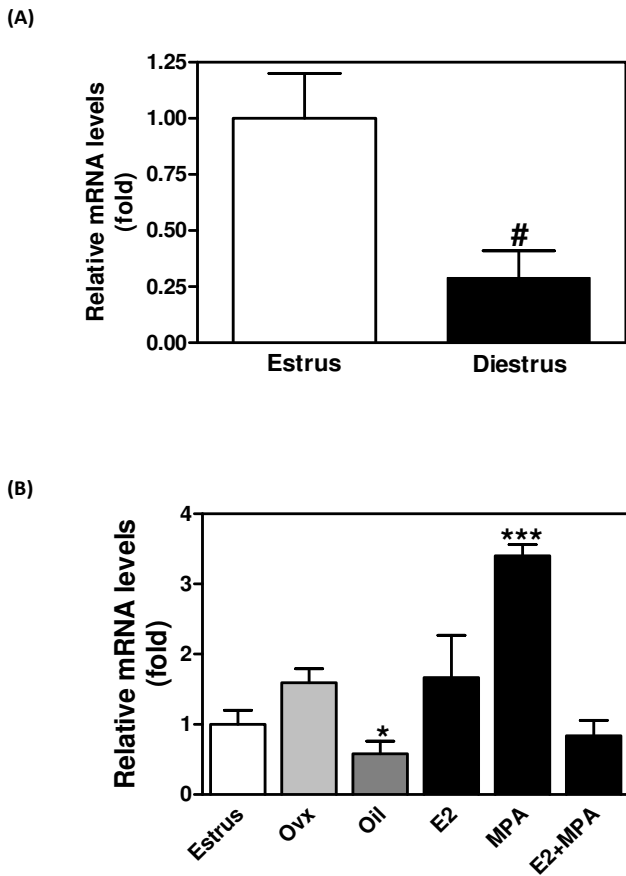 (A)
Relative mRNA levels
(fold)
1.25
1.00
0.75
0.50
0.25
0.00
#
Estrus
Diestrus
(B)
Relative mRNA levels
(fold)
4
3
2
1
0
*
***
Estrus
Ovx
Oil
E2
MPA
E2+MPA